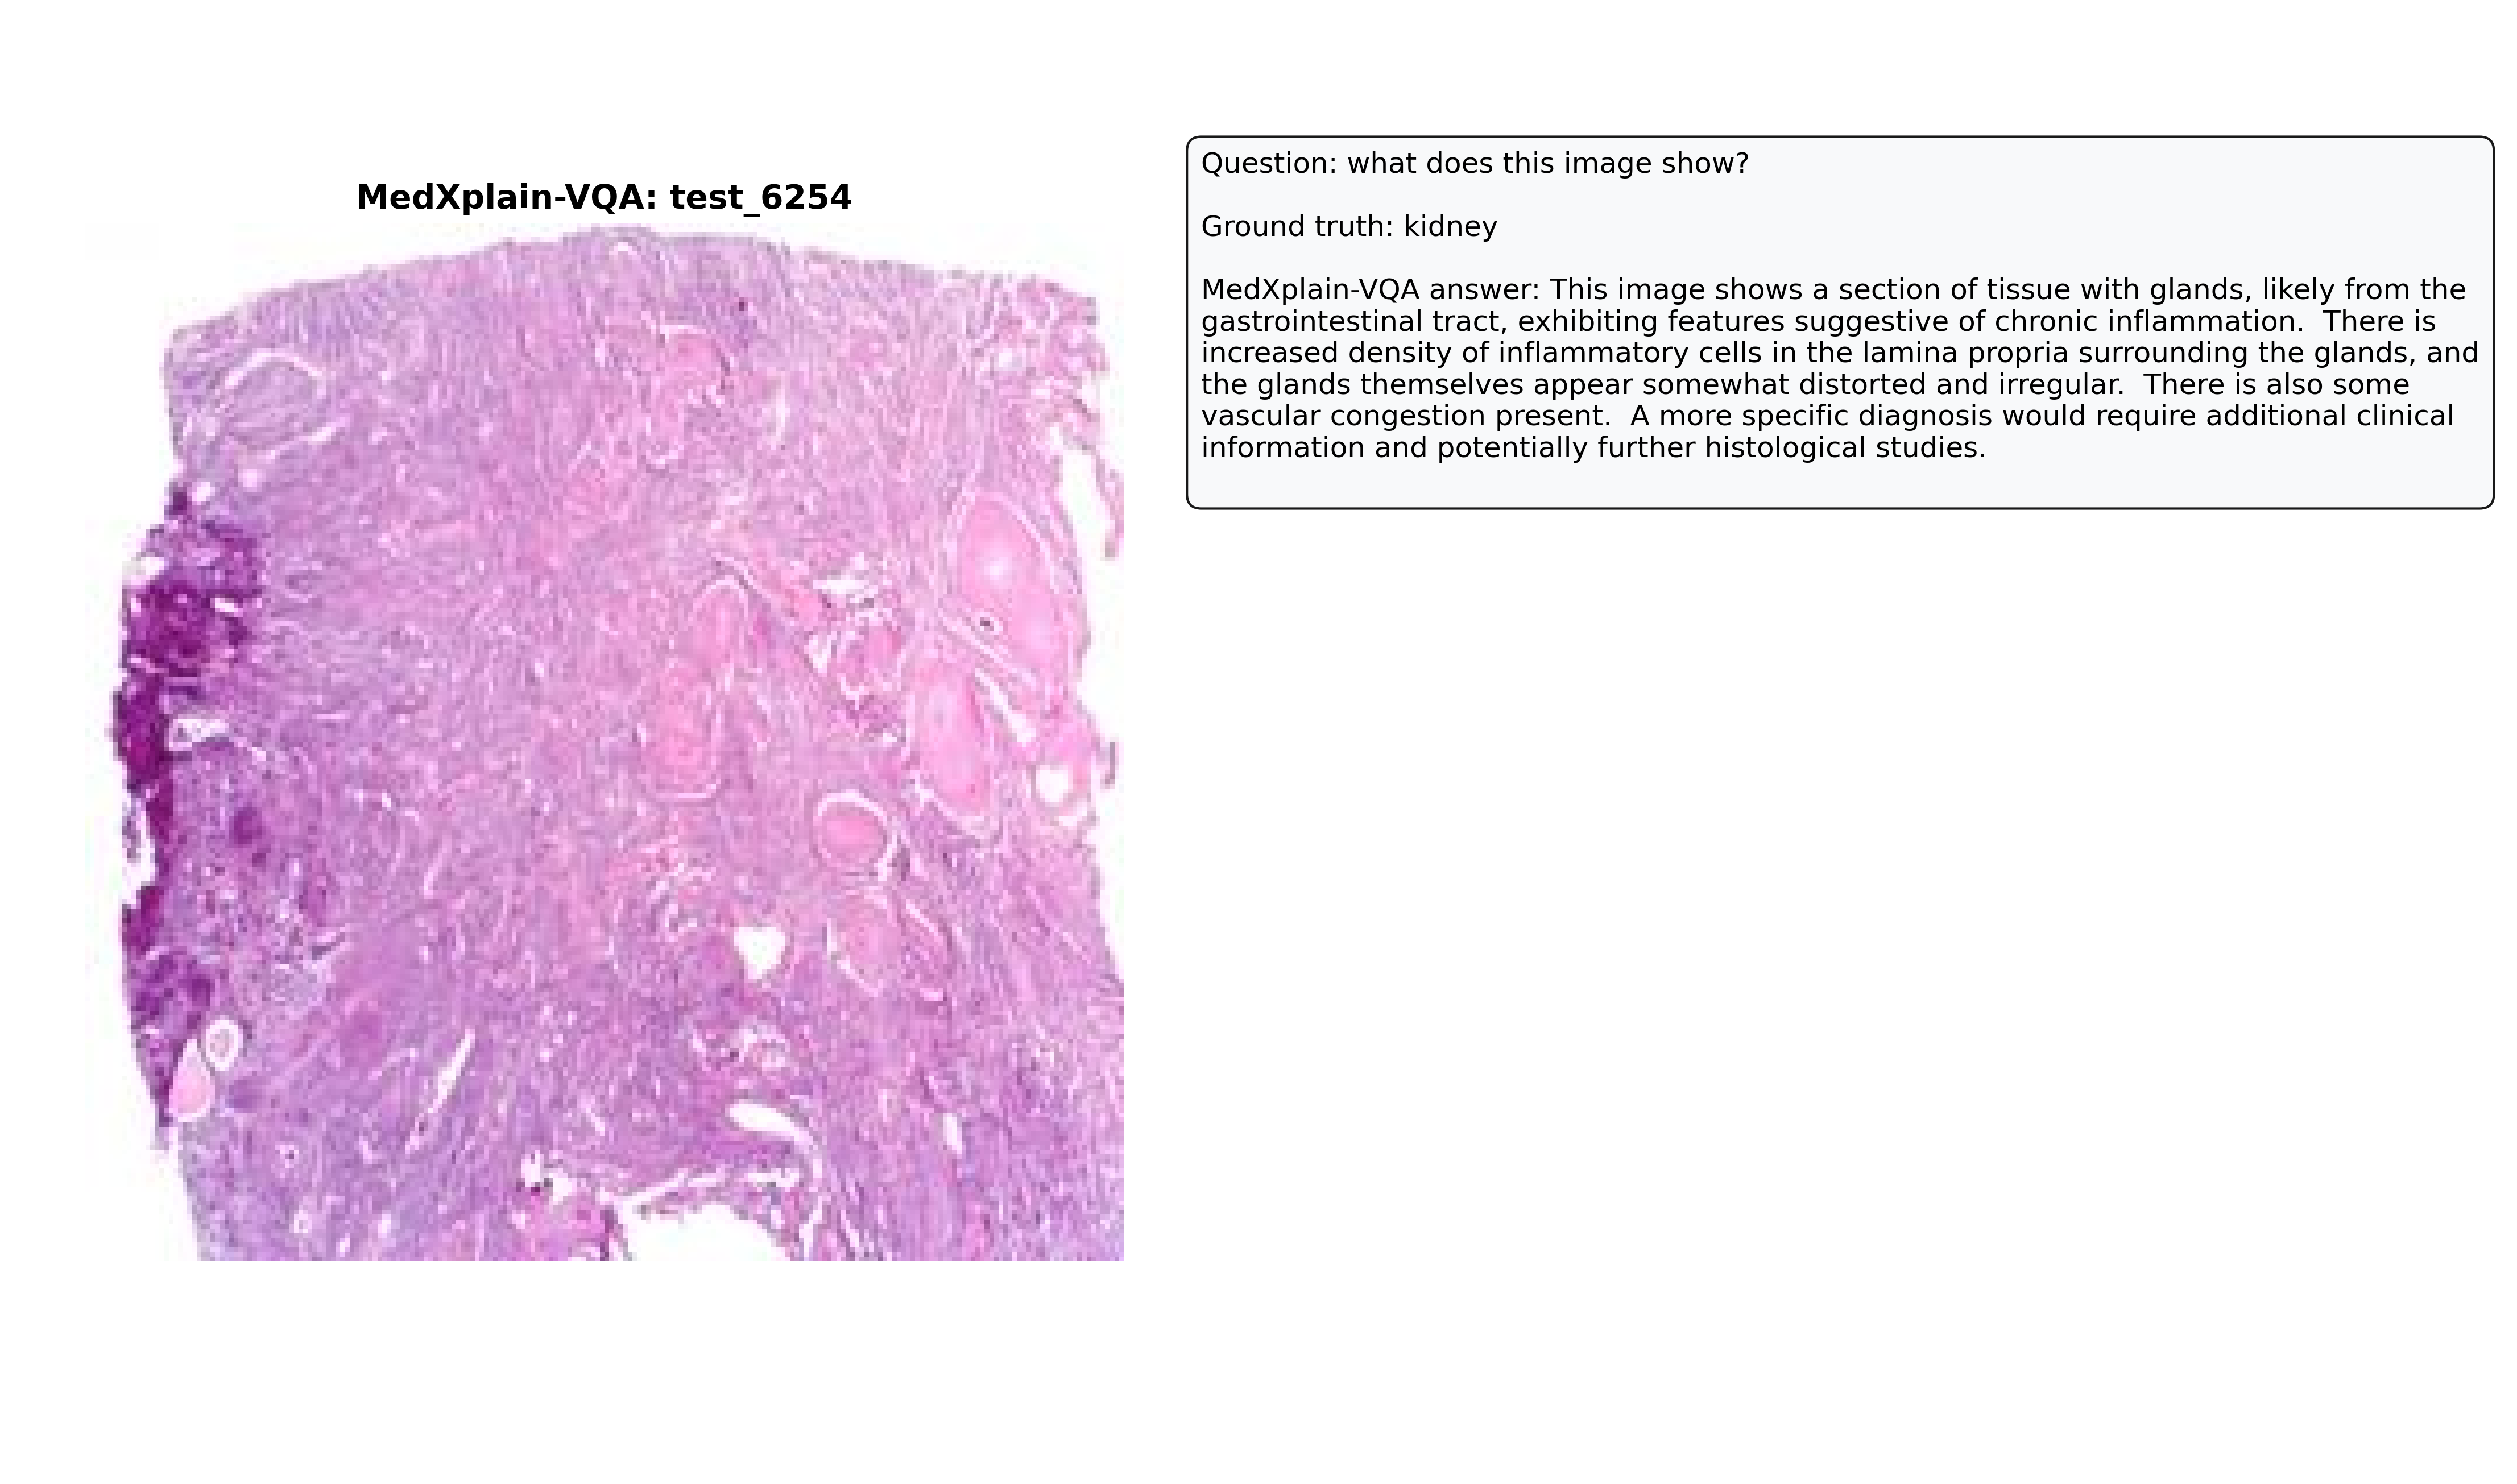 MedXplain-VQA: test_6254
Question: what does this image show?
Ground truth: kidney
MedXplain-VQA answer: This image shows a section of tissue with glands, likely from the
gastrointestinal tract, exhibiting features suggestive of chronic inflammation.  There is
increased density of inflammatory cells in the lamina propria surrounding the glands, and
the glands themselves appear somewhat distorted and irregular.  There is also some
vascular congestion present.  A more specific diagnosis would require additional clinical
information and potentially further histological studies.